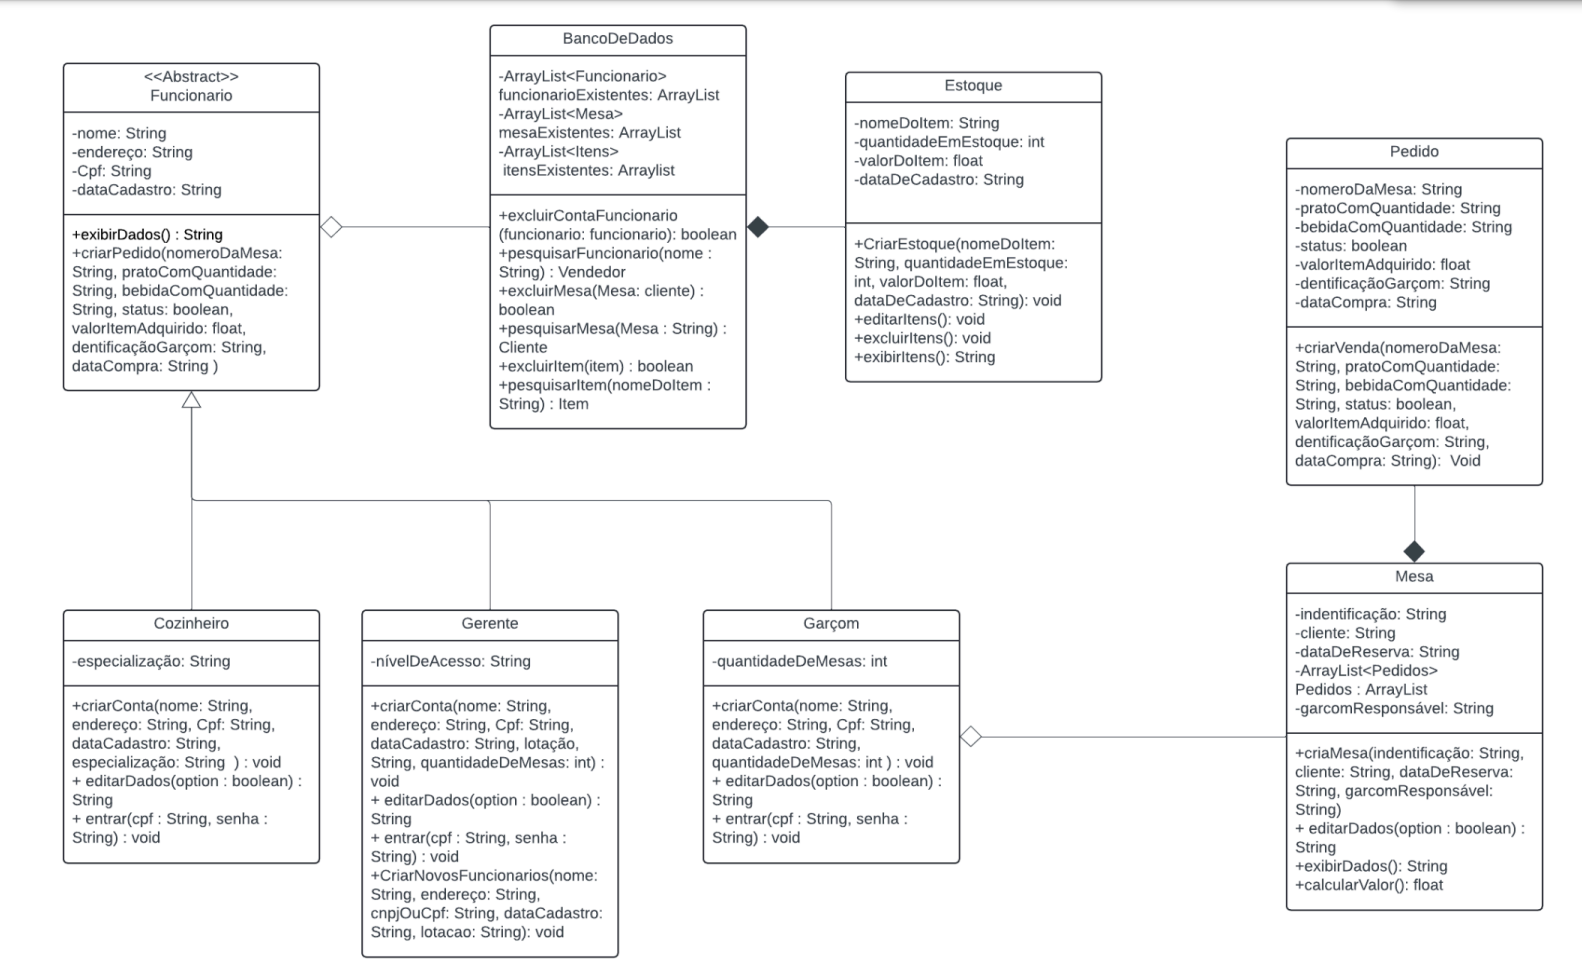 <<Abstract>>
Funcionario
-nome: String
-endereço: String
-Cpf: String
-dataCadastro: String
+exibirDados() : String
+criarPedido(nomeroDaMesa:
String, pratoComQuantidade:
String, bebidaComQuantidade:
String, status: boolean,
valorItemAdquirido: float,
dentificaçãoGarçom: String,
dataCompra: String )
BancoDeDados
-ArrayList<Funcionario>
funcionarioExistentes: ArrayList
-ArrayList<Mesa>
mesaExistentes: ArrayList
-ArrayList<Itens>
itensExistentes: Arraylist
+excluirContaFuncionario
(funcionario: funcionario): boolean
+pesquisarFuncionario(nome :
String) : Vendedor
+excluirMesa(Mesa: cliente) :
boolean
+pesquisarMesa(Mesa : String) :
Cliente
+excluirItem(item) : boolean
+pesquisarItem(nomeDoItem :
String) : Item
Estoque
-nomeDoItem: String
-quantidadeEmEstoque: int
-valorDoItem: float
-dataDeCadastro: String
+CriarEstoque(nomeDoItem:
String, quantidadeEmEstoque:
int, valorDoItem: float,
dataDeCadastro: String): void
+editarItens(): void
+excluirItens(): void
+exibirItens(): String
Pedido
-nomeroDaMesa: String
-pratoComQuantidade: String
-bebidaComQuantidade: String
-status: boolean
-valorItemAdquirido: float
-dentificaçãoGarçom: String
-dataCompra: String
+criarVenda(nomeroDaMesa:
String, pratoComQuantidade:
String, bebidaComQuantidade:
String, status: boolean,
valorItemAdquirido: float,
dentificaçãoGarçom: String,
dataCompra: String): Void
Cozinheiro
-especialização: String
+criarConta(nome: String,
endereço: String, Cpf: String,
dataCadastro: String,
especialização: String ) : void
+ editarDados(option : boolean) :
String
+ entrar(cpf : String, senha :
String) : void
Gerente
-nívelDeAcesso: String
+criarConta(nome: String,
endereço: String, Cpf: String,
dataCadastro: String, lotação,
String, quantidadeDeMesas: int) :
void
+ editarDados(option : boolean) :
String
+ entrar(cpf : String, senha :
String) : void
+CriarNovosFuncionarios(nome:
String, endereço: String,
cnpjOuCpf: String, dataCadastro:
String, lotacao: String): void
Garçom
-quantidadeDeMesas: int
+criarConta(nome: String,
endereço: String, Cpf: String,
dataCadastro: String,
quantidadeDeMesas: int ) : void
+ editarDados(option : boolean) :
String
+ entrar(cpf : String, senha :
String) : void
Mesa
-indentificação: String
-cliente: String
-dataDeReserva: String
-ArrayList<Pedidos>
Pedidos : ArrayList
-garcomResponsável: String
+criaMesa(indentificação: String,
cliente: String, dataDeReserva:
String, garcomResponsável:
String)
+ editarDados(option : boolean) :
String
+exibirDados(): String
+calcularValor(): float